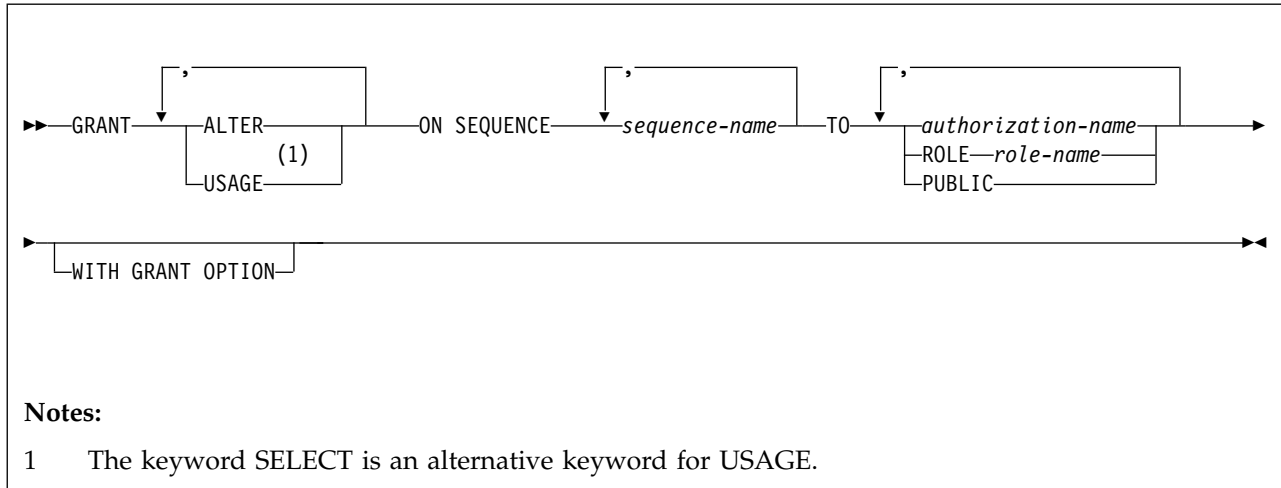 , , ,
GRANT ALTER ON SEQUENCE sequence-name TO authorization-name
(1) ROLE role-name
USAGE PUBLIC
WITH GRANT OPTION
Notes:
1 The keyword SELECT is an alternative keyword for USAGE.